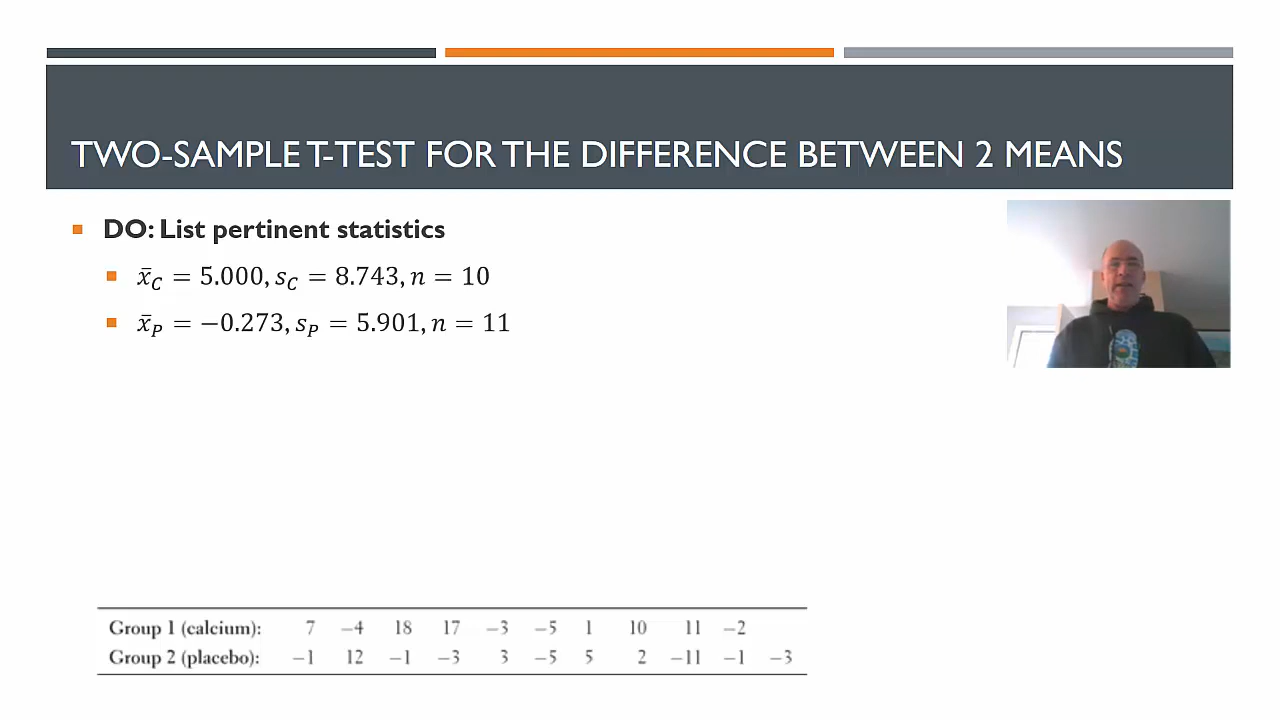 TWO-SAMPLE T-TEST FOR THE DIFFERENCE BETWEEN 2 MEANS
DO: List pertinent statistics
x̄_C = 5.000, s_C = 8.743, n = 10
x̄_P = −0.273, s_P = 5.901, n = 11
Group 1 (calcium): 7 −4 18 17 −3 −5 1 10 11 −2
Group 2 (placebo): −1 12 −1 −3 3 −5 5 2 −11 −1 −3